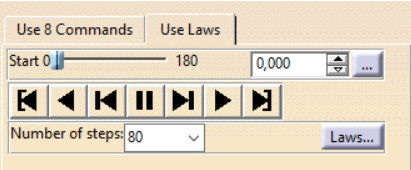 Use 8 Commands Use Laws
Start 0 180 0,000 ...
Number of steps: 80 Laws...